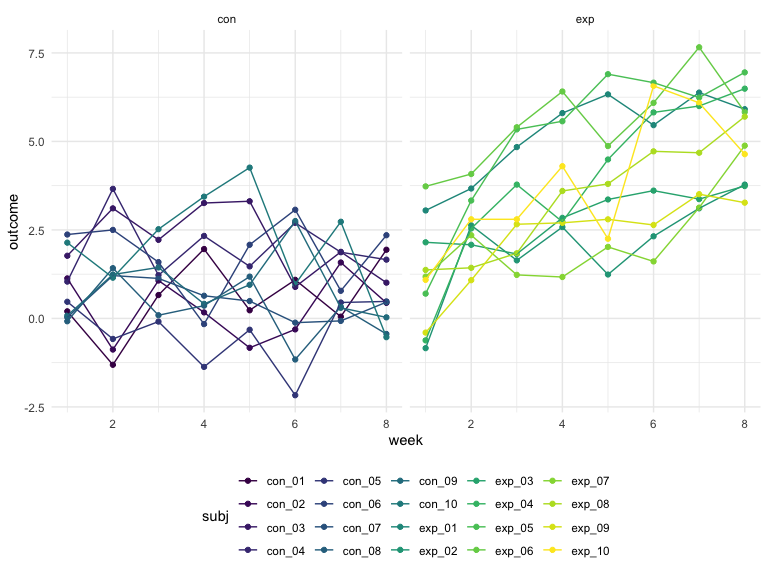 con exp
7.5
5.0
2.5
0.0
-2.5
outcome
2 4 6 8 2 4 6 8
week
subj
con_01 con_05 con_09 exp_03 exp_07
con_02 con_06 con_10 exp_04 exp_08
con_03 con_07 exp_01 exp_05 exp_09
con_04 con_08 exp_02 exp_06 exp_10